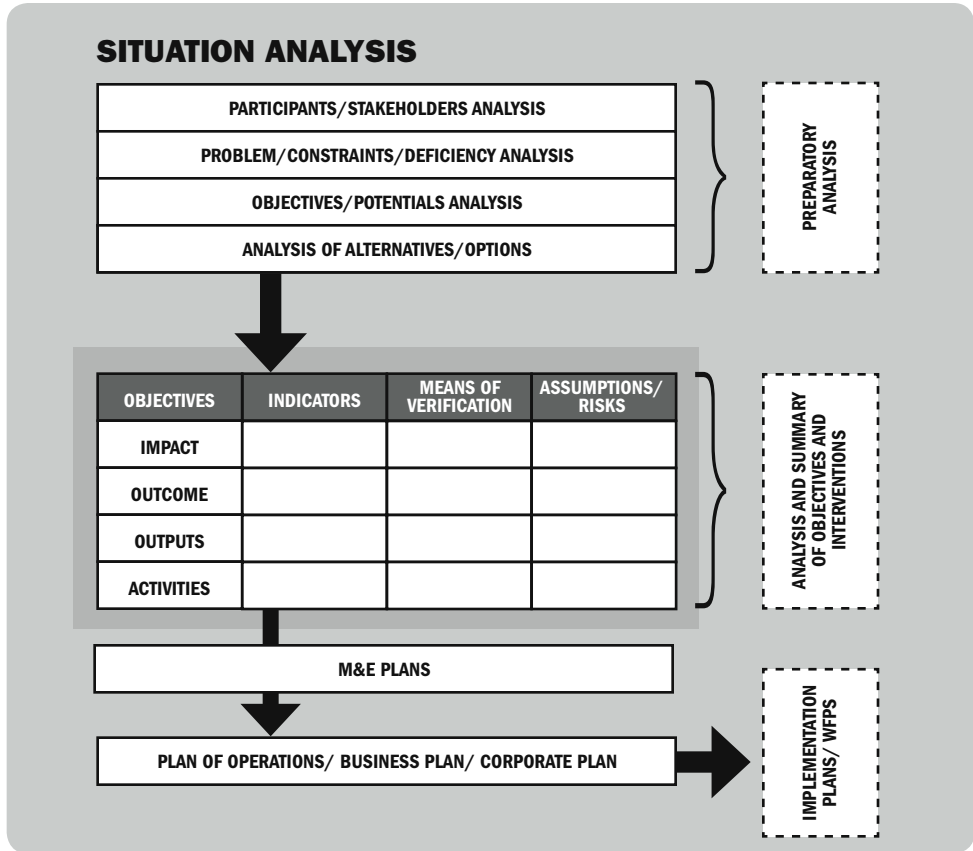 SITUATION ANALYSIS
PARTICIPANTS/STAKEHOLDERS ANALYSIS
PROBLEM/CONSTRAINTS/DEFICIENCY ANALYSIS
OBJECTIVES/POTENTIALS ANALYSIS
ANALYSIS OF ALTERNATIVES/OPTIONS
PREPARATORY
ANALYSIS
OBJECTIVES
INDICATORS
MEANS OF
VERIFICATION
ASSUMPTIONS/
RISKS
IMPACT
OUTCOME
OUTPUTS
ACTIVITIES
ANALYSIS AND SUMMARY
OF OBJECTIVES AND
INTERVENTIONS
M&E PLANS
PLAN OF OPERATIONS/ BUSINESS PLAN/ CORPORATE PLAN
IMPLEMENTATION
PLANS/ WFPS